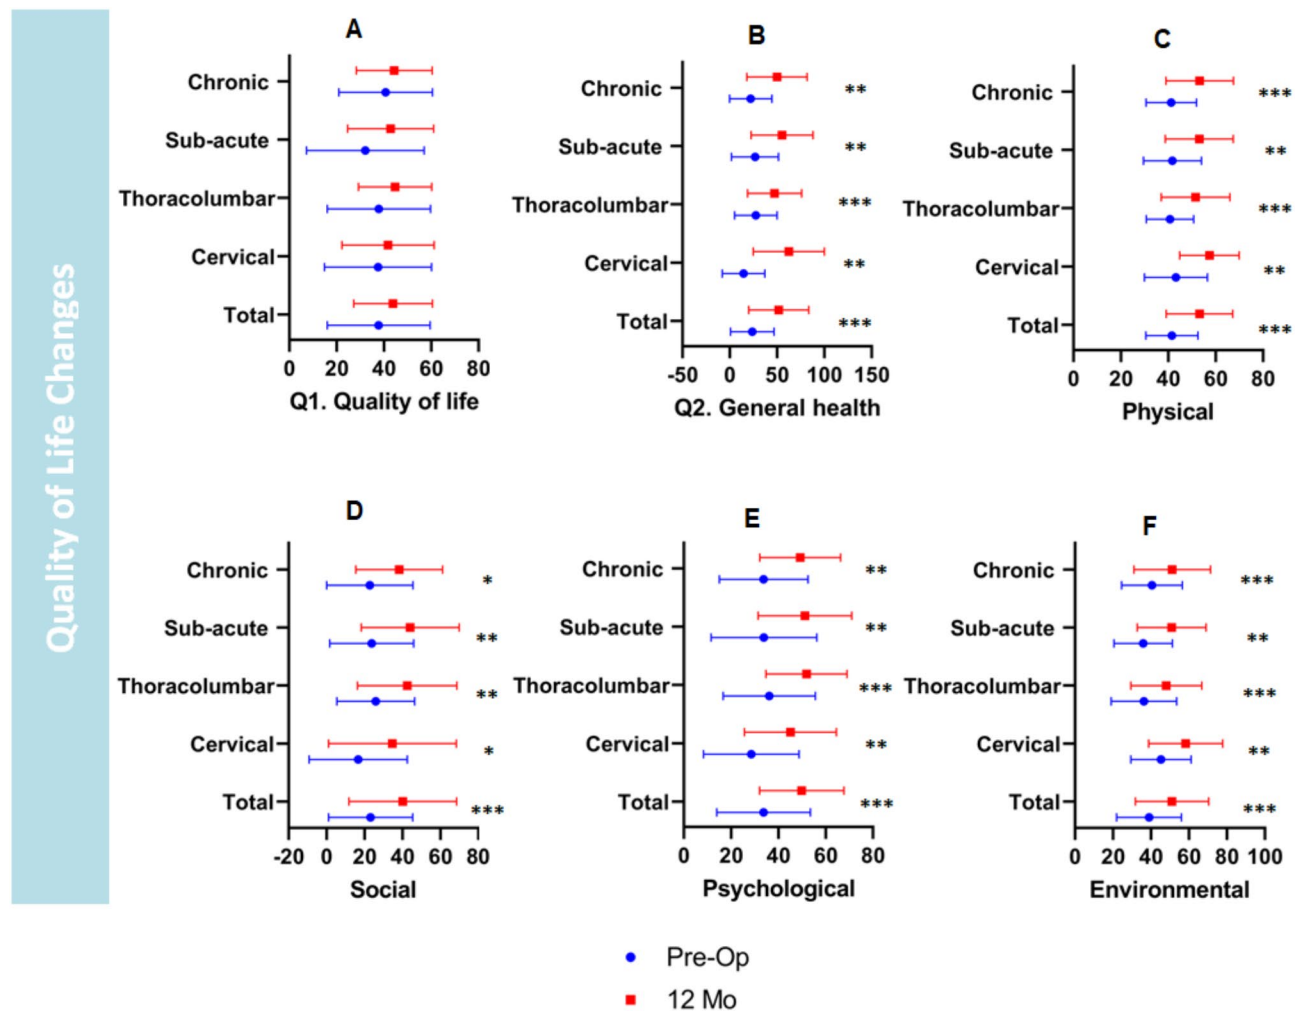 Quality of Life Changes
A
Chronic
Sub-acute
Thoracolumbar
Cervical
Total
0 20 40 60 80
Q1. Quality of life
B
Chronic **
Sub-acute **
Thoracolumbar ***
Cervical **
Total ***
-50 0 50 100 150
Q2. General health
C
Chronic ***
Sub-acute **
Thoracolumbar ***
Cervical **
Total ***
0 20 40 60 80
Physical
D
Chronic *
Sub-acute **
Thoracolumbar **
Cervical *
Total ***
-20 0 20 40 60 80
Social
E
Chronic **
Sub-acute **
Thoracolumbar ***
Cervical **
Total ***
0 20 40 60 80
Psychological
F
Chronic ***
Sub-acute **
Thoracolumbar ***
Cervical **
Total ***
0 20 40 60 80 100
Environmental
Pre-Op
12 Mo